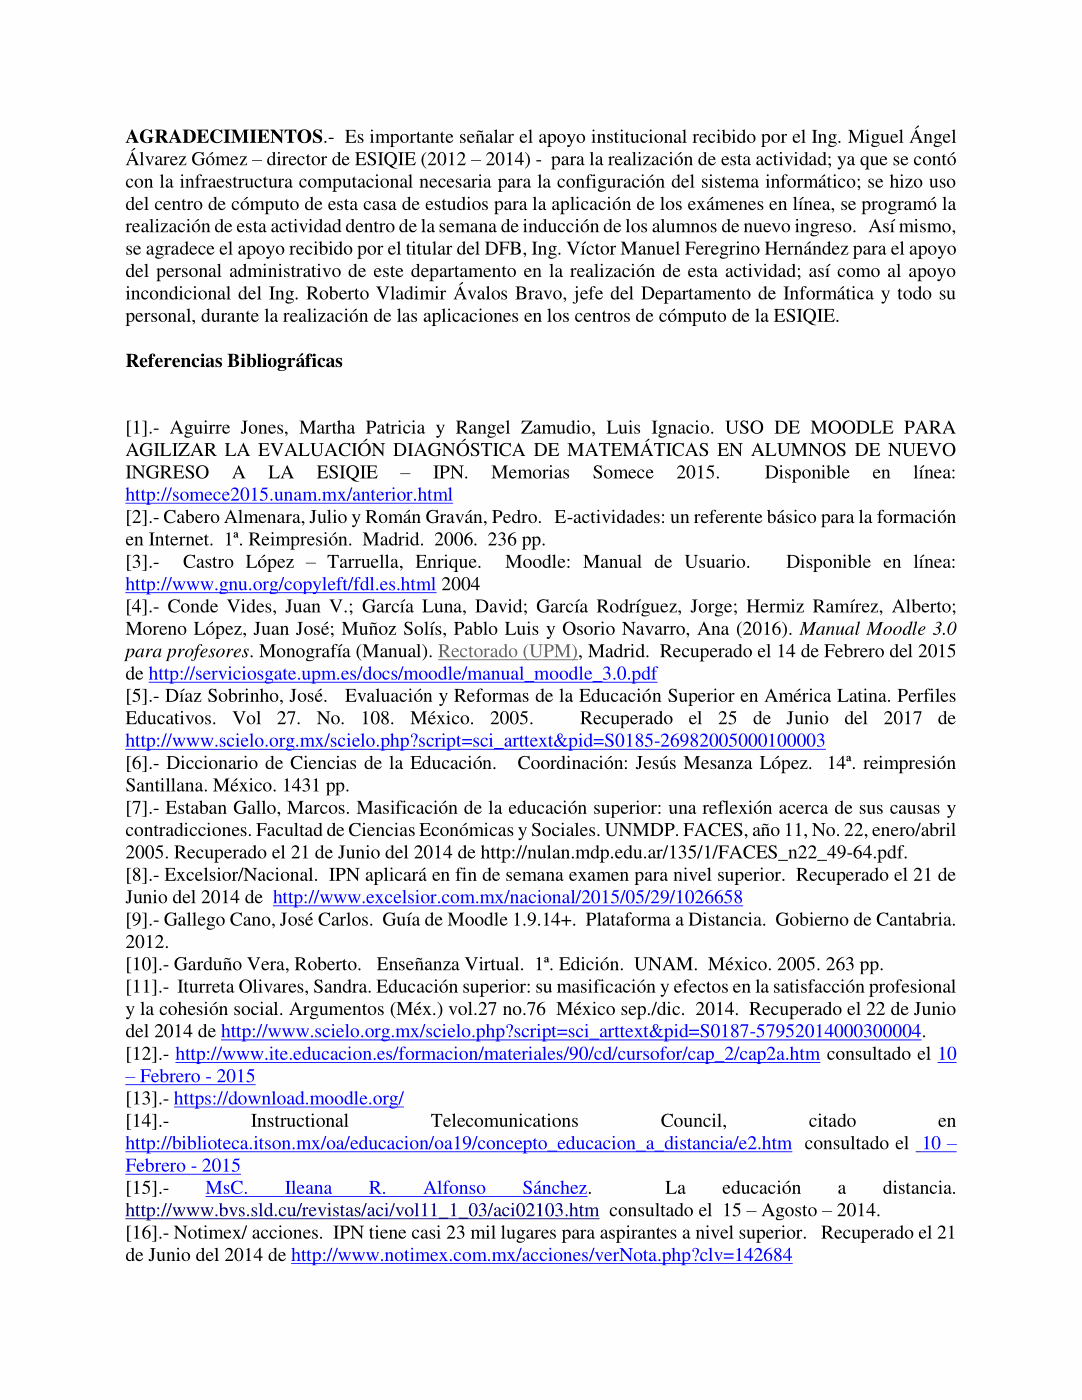 AGRADECIMIENTOS.- Es importante señalar el apoyo institucional recibido por el Ing. Miguel Ángel
Álvarez Gómez – director de ESIQIE (2012 – 2014) - para la realización de esta actividad; ya que se contó
con la infraestructura computacional necesaria para la configuración del sistema informático; se hizo uso
del centro de cómputo de esta casa de estudios para la aplicación de los exámenes en línea, se programó la
realización de esta actividad dentro de la semana de inducción de los alumnos de nuevo ingreso. Así mismo,
se agradece el apoyo recibido por el titular del DFB, Ing. Víctor Manuel Feregrino Hernández para el apoyo
del personal administrativo de este departamento en la realización de esta actividad; así como al apoyo
incondicional del Ing. Roberto Vladimir Ávalos Bravo, jefe del Departamento de Informática y todo su
personal, durante la realización de las aplicaciones en los centros de cómputo de la ESIQIE.
Referencias Bibliográficas
[1].- Aguirre Jones, Martha Patricia y Rangel Zamudio, Luis Ignacio. USO DE MOODLE PARA
AGILIZAR LA EVALUACIÓN DIAGNÓSTICA DE MATEMÁTICAS EN ALUMNOS DE NUEVO
INGRESO A LA ESIQIE – IPN. Memorias Somece 2015. Disponible en línea:
http://somece2015.unam.mx/anterior.html
[2].- Cabero Almenara, Julio y Román Graván, Pedro. E-actividades: un referente básico para la formación
en Internet. 1ª. Reimpresión. Madrid. 2006. 236 pp.
[3].- Castro López – Tarruella, Enrique. Moodle: Manual de Usuario. Disponible en línea:
http://www.gnu.org/copyleft/fdl.es.html 2004
[4].- Conde Vides, Juan V.; García Luna, David; García Rodríguez, Jorge; Hermiz Ramírez, Alberto;
Moreno López, Juan José; Muñoz Solís, Pablo Luis y Osorio Navarro, Ana (2016). Manual Moodle 3.0
para profesores. Monografía (Manual). Rectorado (UPM), Madrid. Recuperado el 14 de Febrero del 2015
de http://serviciosgate.upm.es/docs/moodle/manual_moodle_3.0.pdf
[5].- Díaz Sobrinho, José. Evaluación y Reformas de la Educación Superior en América Latina. Perfiles
Educativos. Vol 27. No. 108. México. 2005. Recuperado el 25 de Junio del 2017 de
http://www.scielo.org.mx/scielo.php?script=sci_arttext&pid=S0185-26982005000100003
[6].- Diccionario de Ciencias de la Educación. Coordinación: Jesús Mesanza López. 14ª. reimpresión
Santillana. México. 1431 pp.
[7].- Estaban Gallo, Marcos. Masificación de la educación superior: una reflexión acerca de sus causas y
contradicciones. Facultad de Ciencias Económicas y Sociales. UNMDP. FACES, año 11, No. 22, enero/abril
2005. Recuperado el 21 de Junio del 2014 de http://nulan.mdp.edu.ar/135/1/FACES_n22_49-64.pdf.
[8].- Excelsior/Nacional. IPN aplicará en fin de semana examen para nivel superior. Recuperado el 21 de
Junio del 2014 de http://www.excelsior.com.mx/nacional/2015/05/29/1026658
[9].- Gallego Cano, José Carlos. Guía de Moodle 1.9.14+. Plataforma a Distancia. Gobierno de Cantabria.
2012.
[10].- Garduño Vera, Roberto. Enseñanza Virtual. 1ª. Edición. UNAM. México. 2005. 263 pp.
[11].- Iturreta Olivares, Sandra. Educación superior: su masificación y efectos en la satisfacción profesional
y la cohesión social. Argumentos (Méx.) vol.27 no.76 México sep./dic. 2014. Recuperado el 22 de Junio
del 2014 de http://www.scielo.org.mx/scielo.php?script=sci_arttext&pid=S0187-57952014000300004.
[12].- http://www.ite.educacion.es/formacion/materiales/90/cd/cursofor/cap_2/cap2a.htm consultado el 10
– Febrero - 2015
[13].- https://download.moodle.org/
[14].- Instructional Telecomunications Council, citado en
http://biblioteca.itson.mx/oa/educacion/oa19/concepto_educacion_a_distancia/e2.htm consultado el 10 –
Febrero - 2015
[15].- MsC. Ileana R. Alfonso Sánchez. La educación a distancia.
http://www.bvs.sld.cu/revistas/aci/vol11_1_03/aci02103.htm consultado el 15 – Agosto – 2014.
[16].- Notimex/ acciones. IPN tiene casi 23 mil lugares para aspirantes a nivel superior. Recuperado el 21
de Junio del 2014 de http://www.notimex.com.mx/acciones/verNota.php?clv=142684